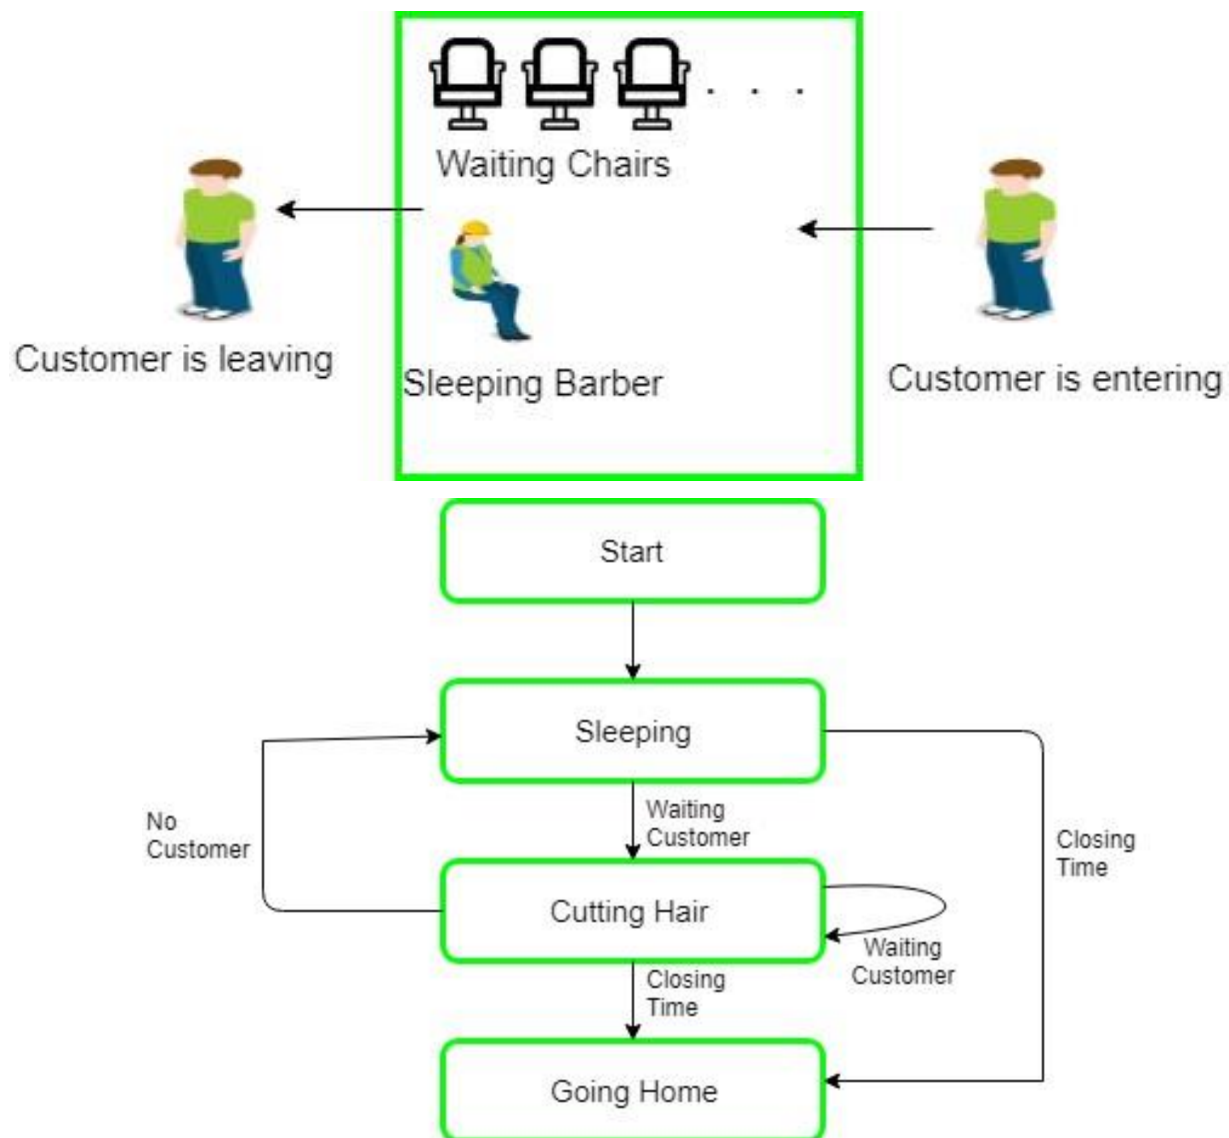 Waiting Chairs
Customer is leaving
Sleeping Barber
Customer is entering
Start
Sleeping
Waiting
Customer
No
Customer
Closing
Time
Cutting Hair
Waiting
Customer
Closing
Time
Going Home